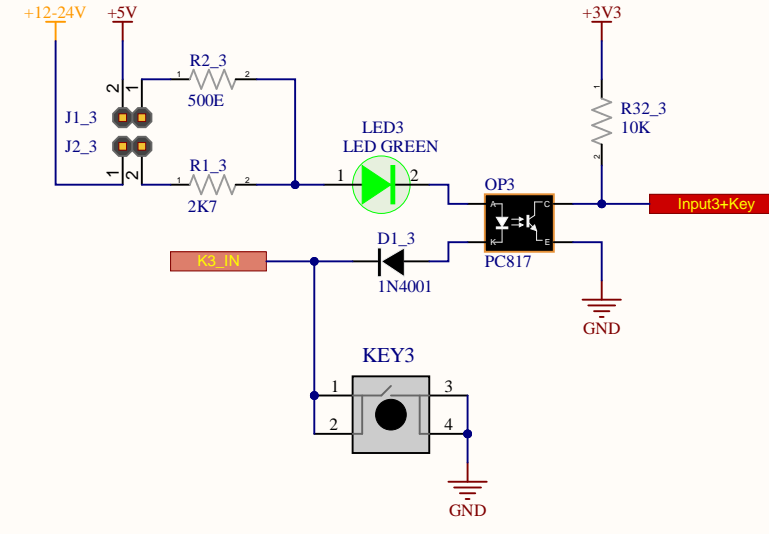 +12-24V
+5V
+3V3
2
1
1
R2_3
2
500E
J1_3
J2_3
1
2
1
R1_3
2
2K7
LED3
LED GREEN
1
2
1
R32_3
10K
2
OP3
A
C
K
E
PC817
Input3+Key
K3_IN
D1_3
1N4001
GND
KEY3
1
2
3
4
GND